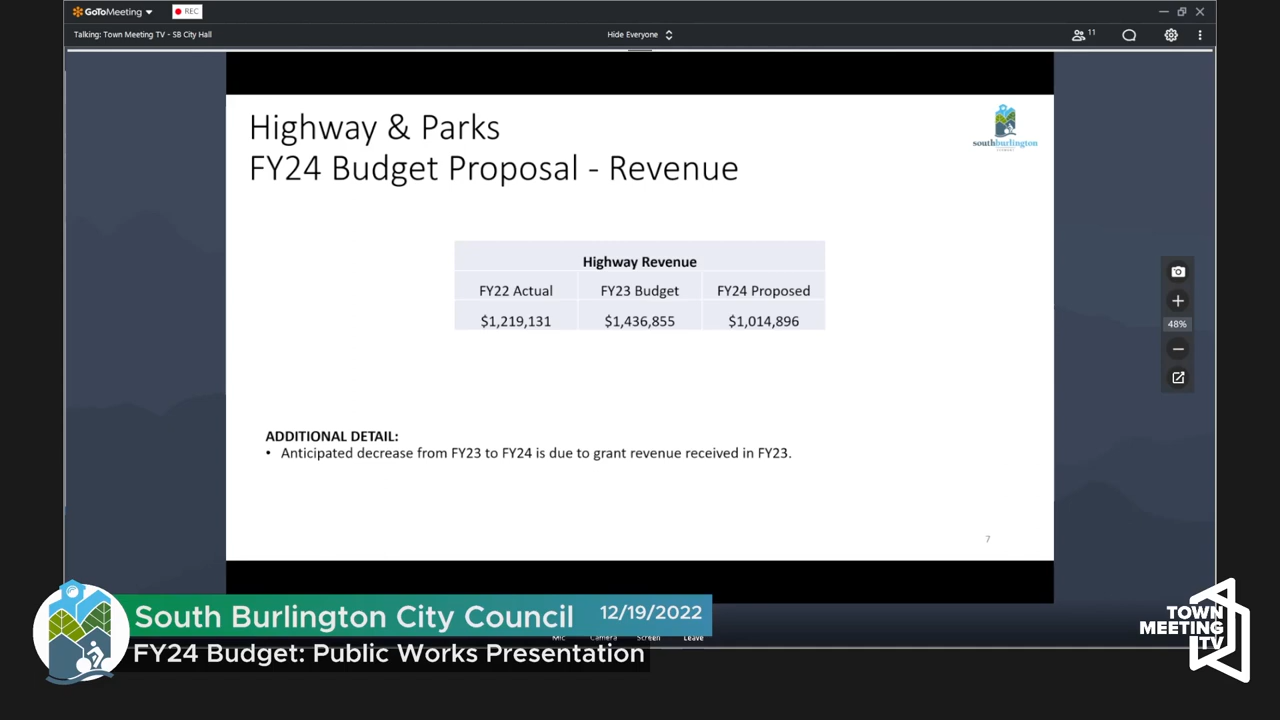 GoToMeeting
REC
Talking: Town Meeting TV - SB City Hall
Hide Everyone
11
Highway & Parks
FY24 Budget Proposal - Revenue
southburlington
Highway Revenue
FY22 Actual FY23 Budget FY24 Proposed
$1,219,131 $1,436,855 $1,014,896
48%
ADDITIONAL DETAIL:
• Anticipated decrease from FY23 to FY24 is due to grant revenue received in FY23.
7
South Burlington City Council 12/19/2022
Mic Camera Screen Leave
FY24 Budget: Public Works Presentation
TOWN
MEETING
TV